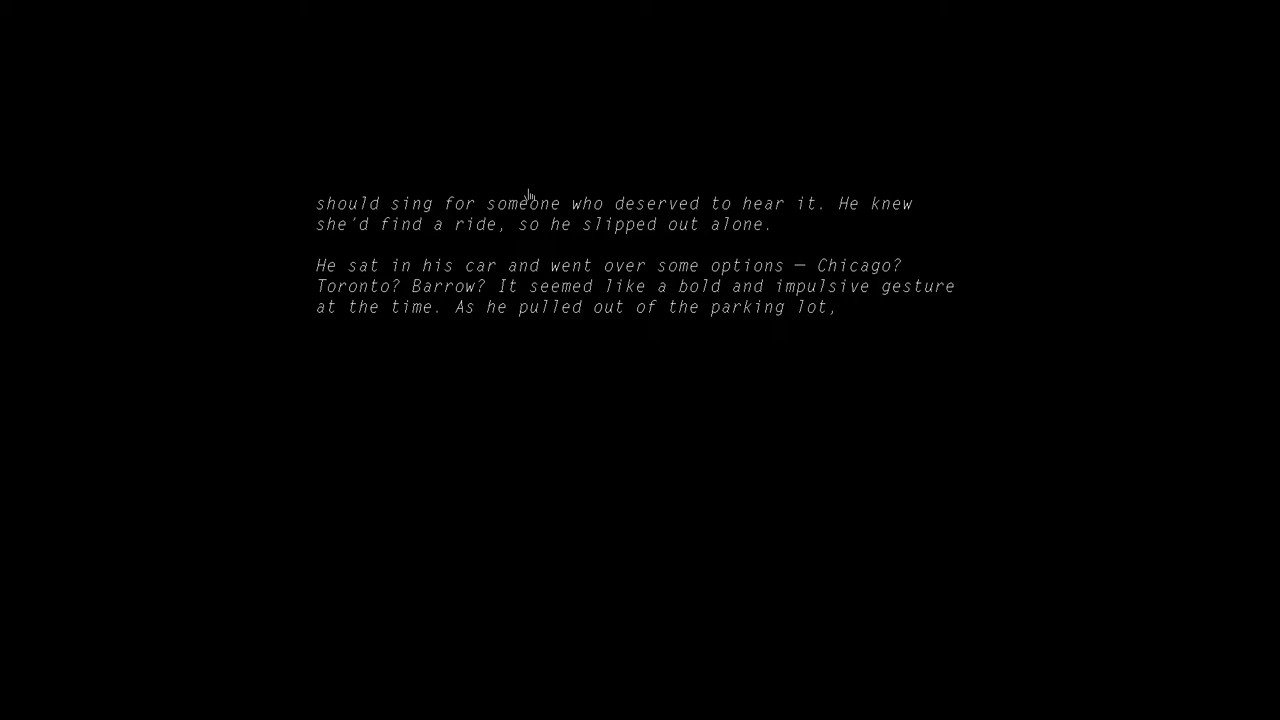 should sing for someone who deserved to hear it. He knew
she'd find a ride, so he slipped out alone.
He sat in his car and went over some options — Chicago?
Toronto? Barrow? It seemed like a bold and impulsive gesture
at the time. As he pulled out of the parking lot,